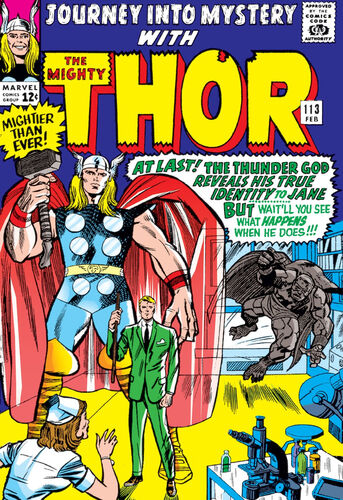 JOURNEY INTO MYSTERY
WITH
THE MIGHTY
THOR
APPROVED
BY THE
COMICS
CODE
AUTHORITY
MARVEL
COMICS
GROUP
12¢
113
FEB
MIGHTIER
THAN
EVER!
AT LAST! THE THUNDER GOD
REVEALS HIS TRUE
IDENTITY TO JANE
BUT WAIT'LL YOU SEE
WHAT HAPPENS
WHEN HE DOES!!!